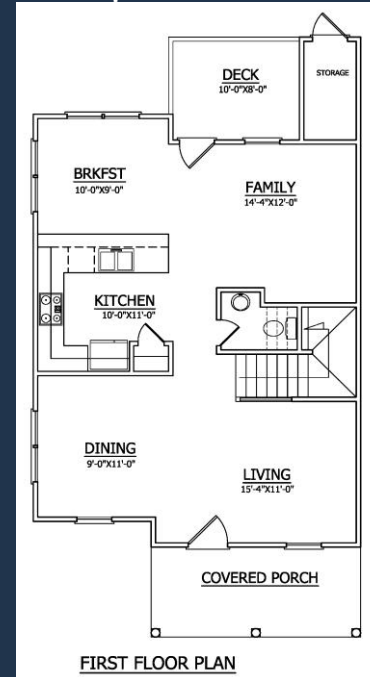 DECK
10'-0"X8'-0"
STORAGE
BRKFST
10'-0"X9'-0"
FAMILY
14'-4"X12'-0"
KITCHEN
10'-0"X11'-0"
DINING
9'-0"X11'-0"
LIVING
15'-4"X11'-0"
COVERED PORCH
FIRST FLOOR PLAN